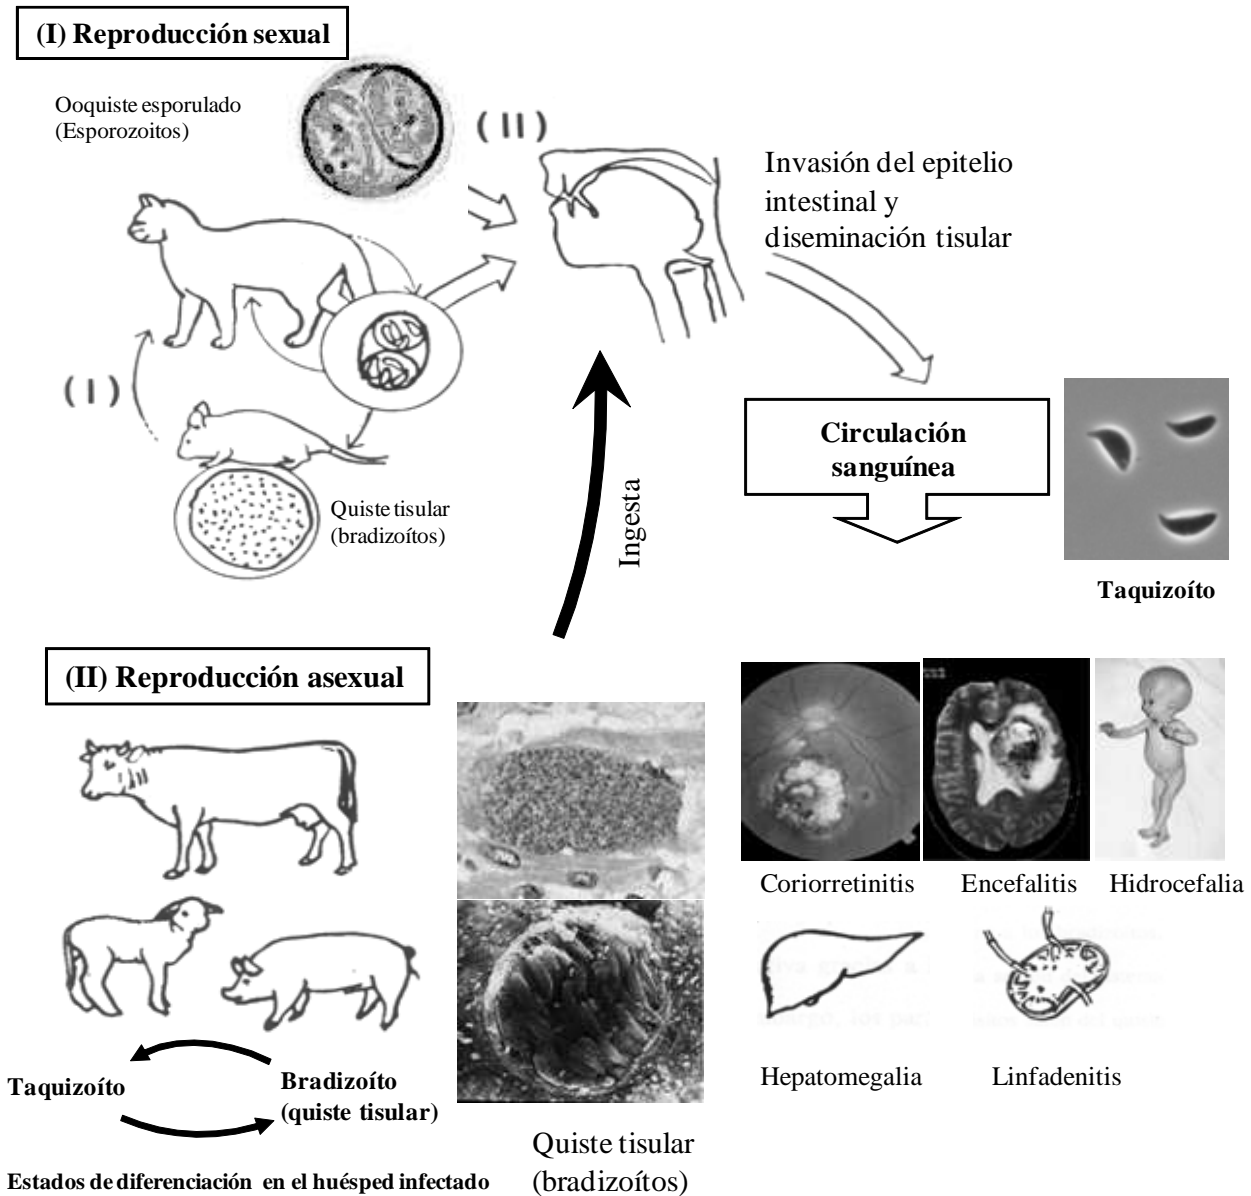 (I) Reproducción sexual
Ooquiste esporulado
(Esporozoitos)
(II)
Invasión del epitelio
intestinal y
diseminación tisular
(I)
Quiste tisular
(bradizoítos)
Ingesta
Circulación
sanguínea
Taquizoíto
(II) Reproducción asexual
Coriorretinitis
Encefalitis
Hidrocefalia
Hepatomegalia
Linfadenitis
Taquizoíto
Bradizoíto
(quiste tisular)
Quiste tisular
(bradizoítos)
Estados de diferenciación en el huésped infectado